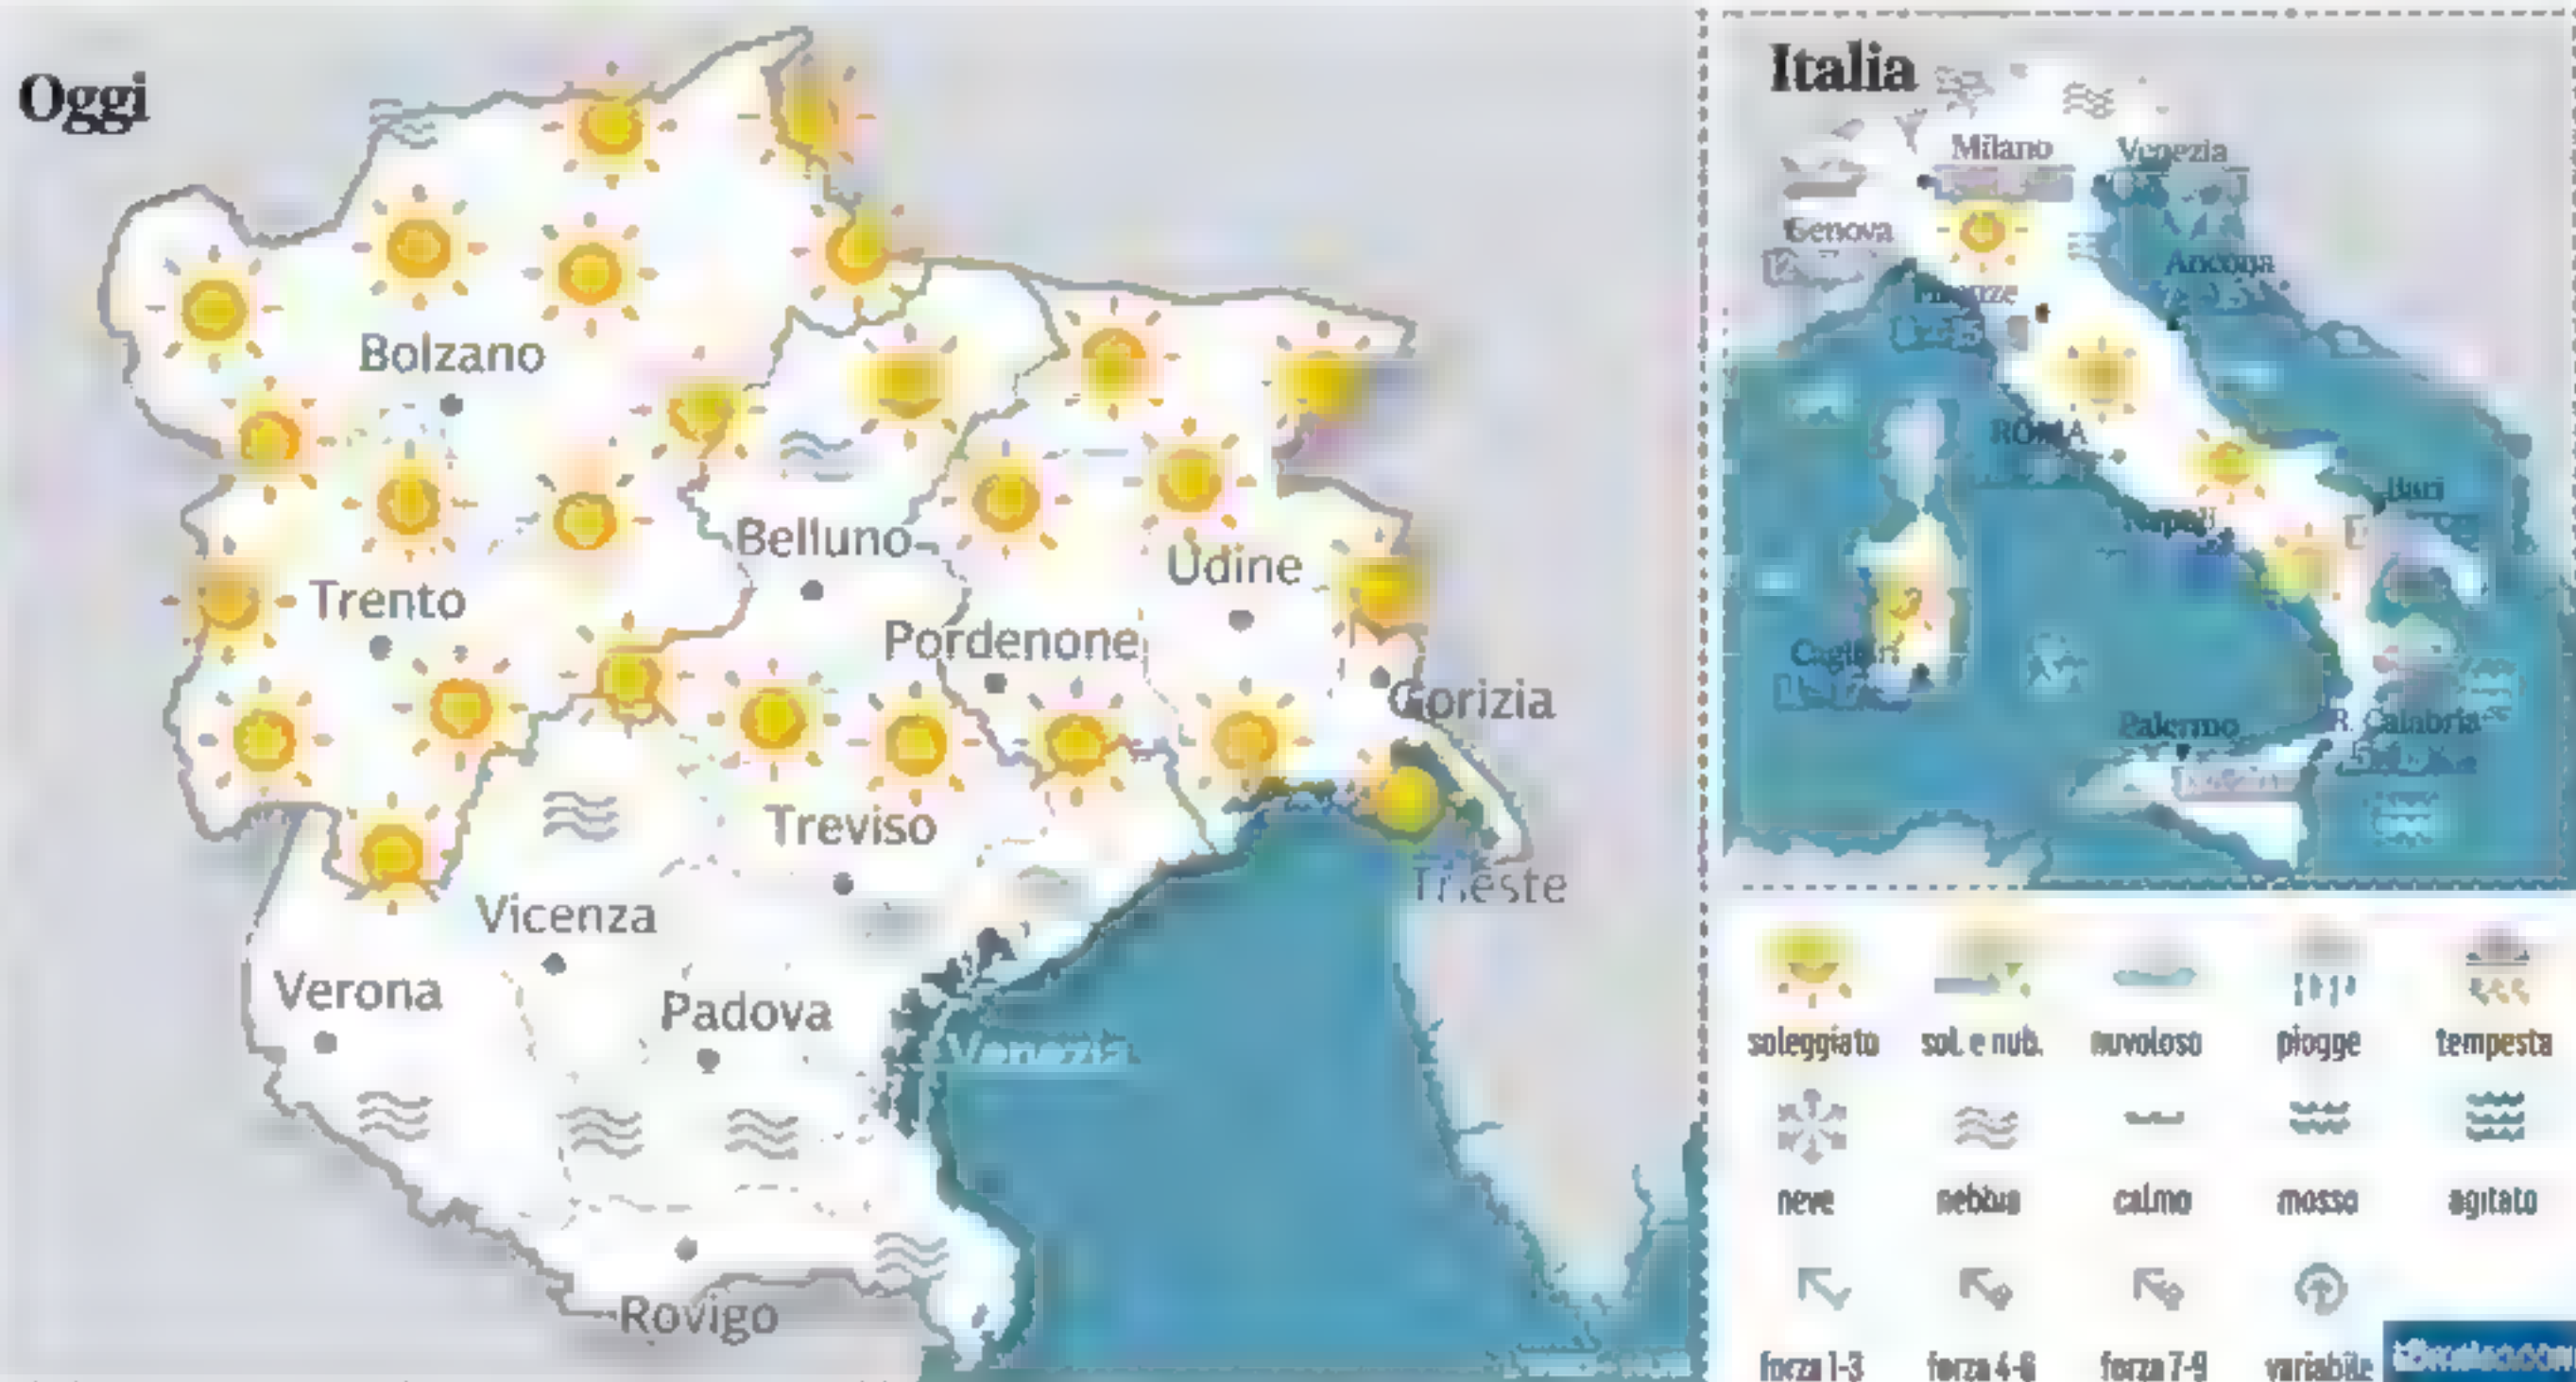 Oggi
Bolzano
Trento
Belluno
Udine
Pordenone
Gorizia
Treviso
Trieste
Vicenza
Verona
Padova
Venezia
Rovigo
Italia
Milano
Venezia
Genova
Ancona
ROMA
Bari
Cagliari
Palermo
R. Calabria
soleggiato sol. e nub. nuvoloso piogge tempesta
neve nebbia calmo mosso agitato
forza 1-3 forza 4-6 forza 7-9 variabile